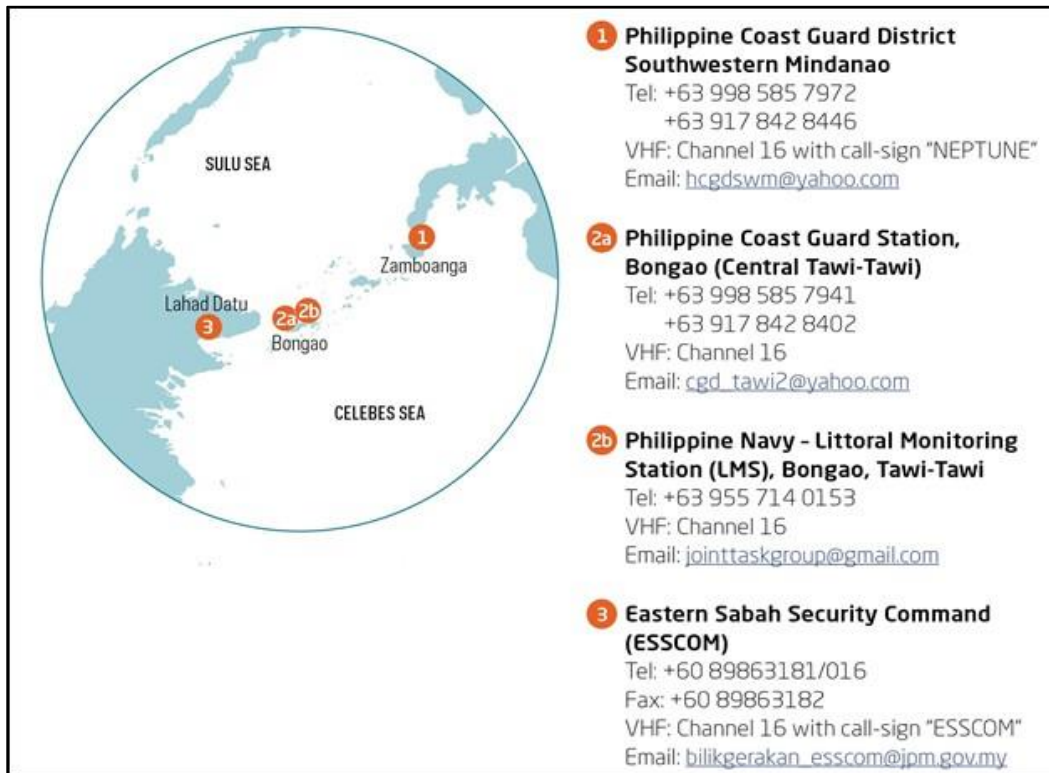 SULU SEA
1
Zamboanga
Lahad Datu
3
2a
2b
Bongao
CELEBES SEA
1 Philippine Coast Guard District
Southwestern Mindanao
Tel: +63 998 585 7972
+63 917 842 8446
VHF: Channel 16 with call-sign "NEPTUNE"
Email: hcgdswm@yahoo.com
2a Philippine Coast Guard Station,
Bongao (Central Tawi-Tawi)
Tel: +63 998 585 7941
+63 917 842 8402
VHF: Channel 16
Email: cgd_tawi2@yahoo.com
2b Philippine Navy – Littoral Monitoring
Station (LMS), Bongao, Tawi-Tawi
Tel: +63 955 714 0153
VHF: Channel 16
Email: jointtaskgroup@gmail.com
3 Eastern Sabah Security Command
(ESSCOM)
Tel: +60 89863181/016
Fax: +60 89863182
VHF: Channel 16 with call-sign "ESSCOM"
Email: bilikgerakan_esscom@jpm.gov.my